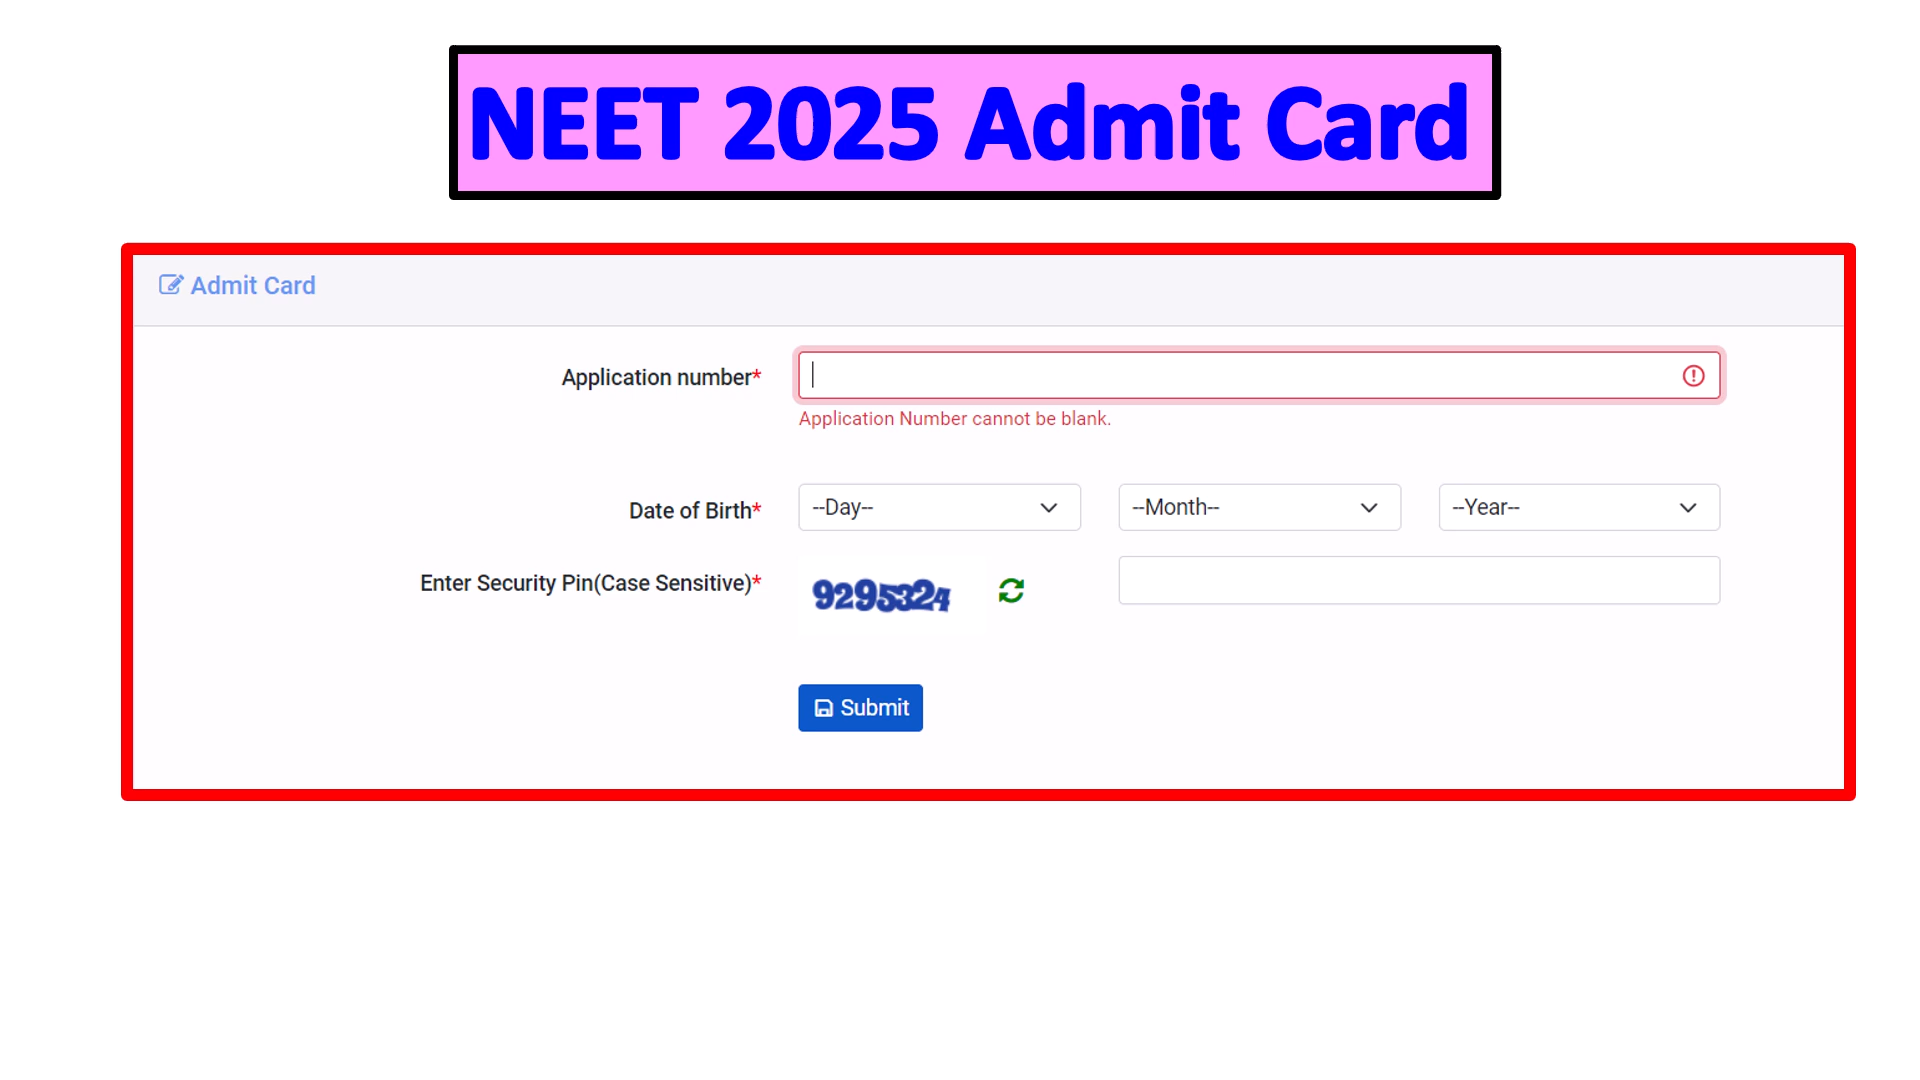 NEET 2025 Admit Card
Admit Card
Application number*
Application Number cannot be blank.
Date of Birth* --Day-- --Month-- --Year--
Enter Security Pin(Case Sensitive)* 9295324
Submit